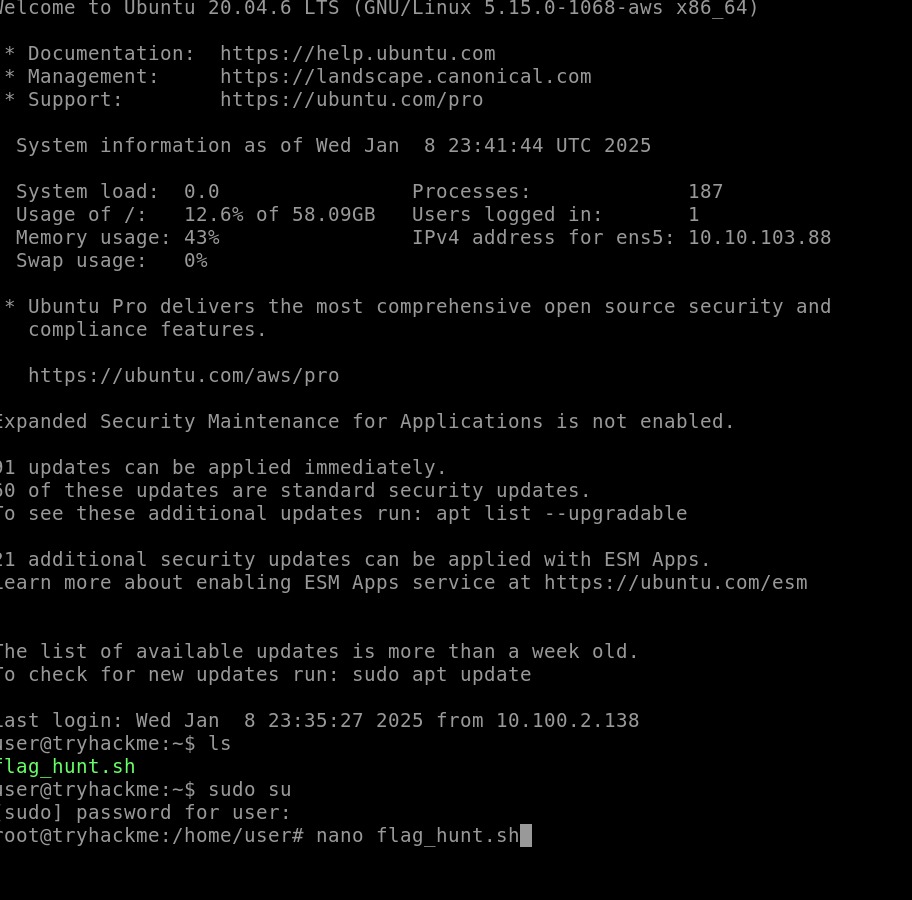 Welcome to Ubuntu 20.04.6 LTS (GNU/Linux 5.15.0-1068-aws x86_64)
* Documentation:  https://help.ubuntu.com
* Management:     https://landscape.canonical.com
* Support:        https://ubuntu.com/pro
System information as of Wed Jan  8 23:41:44 UTC 2025
System load:  0.0                Processes:             187
Usage of /:   12.6% of 58.09GB   Users logged in:       1
Memory usage: 43%                IPv4 address for ens5: 10.10.103.88
Swap usage:   0%
* Ubuntu Pro delivers the most comprehensive open source security and
compliance features.
https://ubuntu.com/aws/pro
Expanded Security Maintenance for Applications is not enabled.
91 updates can be applied immediately.
60 of these updates are standard security updates.
To see these additional updates run: apt list --upgradable
21 additional security updates can be applied with ESM Apps.
Learn more about enabling ESM Apps service at https://ubuntu.com/esm
The list of available updates is more than a week old.
To check for new updates run: sudo apt update
Last login: Wed Jan  8 23:35:27 2025 from 10.100.2.138
user@tryhackme:~$ ls
flag_hunt.sh
user@tryhackme:~$ sudo su
[sudo] password for user:
root@tryhackme:/home/user# nano flag_hunt.sh